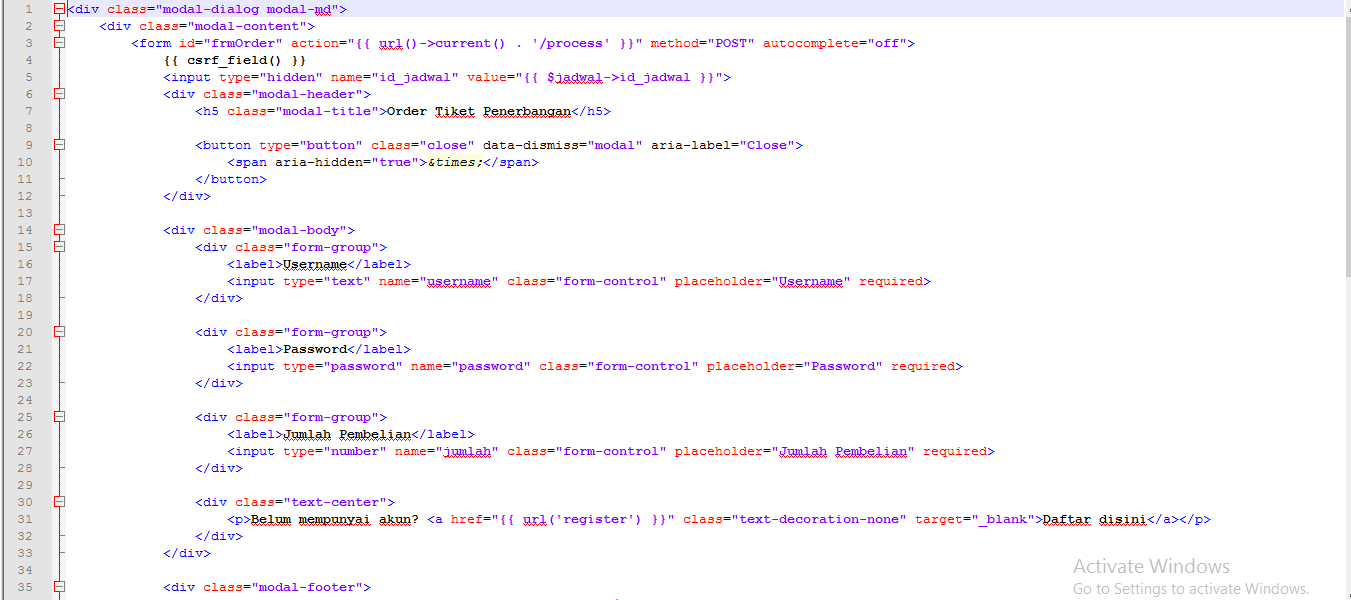 1 <div class="modal-dialog modal-md">
2 <div class="modal-content">
3 <form id="frmOrder" action="{{ url()->current() . '/process' }}" method="POST" autocomplete="off">
4 {{ csrf_field() }}
5 <input type="hidden" name="id_jadwal" value="{{ $jadwal->id_jadwal }}">
6 <div class="modal-header">
7 <h5 class="modal-title">Order Tiket Penerbangan</h5>
8
9 <button type="button" class="close" data-dismiss="modal" aria-label="Close">
10 <span aria-hidden="true">&times;</span>
11 </button>
12 </div>
13
14 <div class="modal-body">
15 <div class="form-group">
16 <label>Username</label>
17 <input type="text" name="username" class="form-control" placeholder="Username" required>
18 </div>
19
20 <div class="form-group">
21 <label>Password</label>
22 <input type="password" name="password" class="form-control" placeholder="Password" required>
23 </div>
24
25 <div class="form-group">
26 <label>Jumlah Pembelian</label>
27 <input type="number" name="jumlah" class="form-control" placeholder="Jumlah Pembelian" required>
28 </div>
29
30 <div class="text-center">
31 <p>Belum mempunyai akun? <a href="{{ url('register') }}" class="text-decoration-none" target="_blank">Daftar disini</a></p>
32 </div>
33 </div>
34
35 <div class="modal-footer">
Activate Windows
Go to Settings to activate Windows.